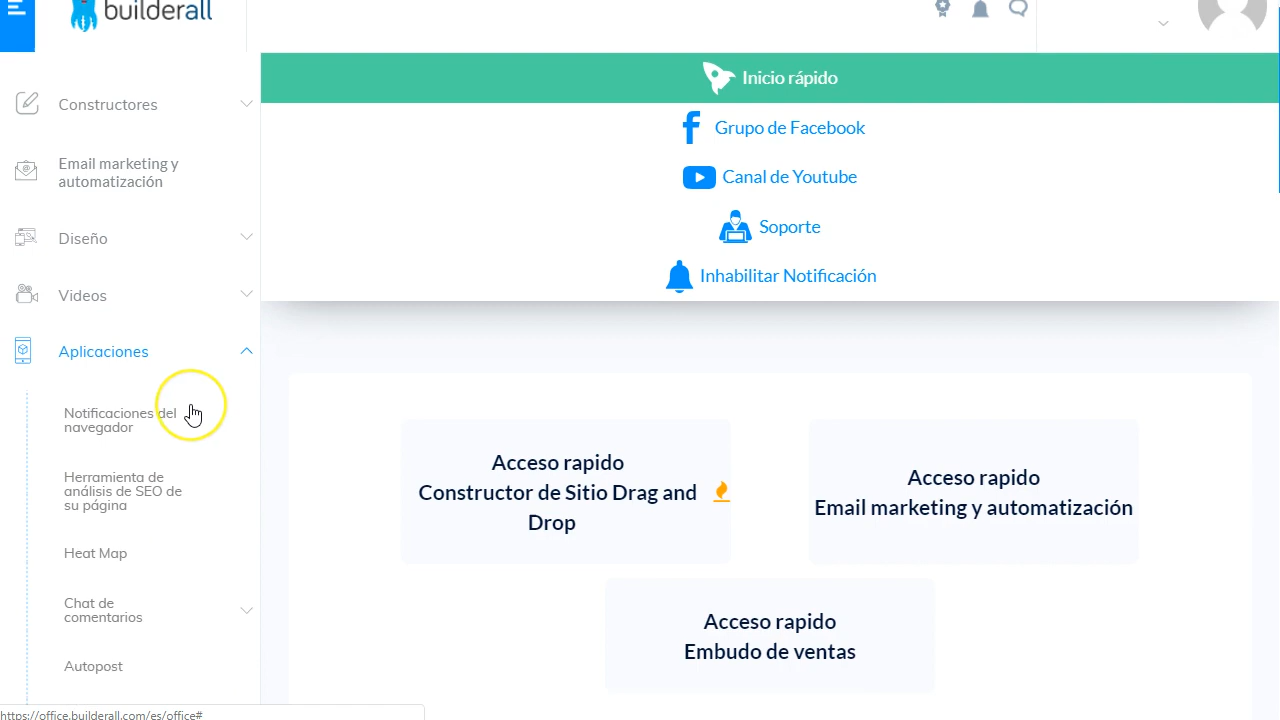 builderall
Inicio rápido
Constructores
Grupo de Facebook
Email marketing y
automatización
Canal de Youtube
Soporte
Diseño
Inhabilitar Notificación
Videos
Aplicaciones
Notificaciones del
navegador
Herramienta de
análisis de SEO de
su página
Heat Map
Chat de
comentarios
Autopost
Acceso rapido
Constructor de Sitio Drag and
Drop
Acceso rapido
Email marketing y automatización
Acceso rapido
Embudo de ventas
https://office.builderall.com/es/office#